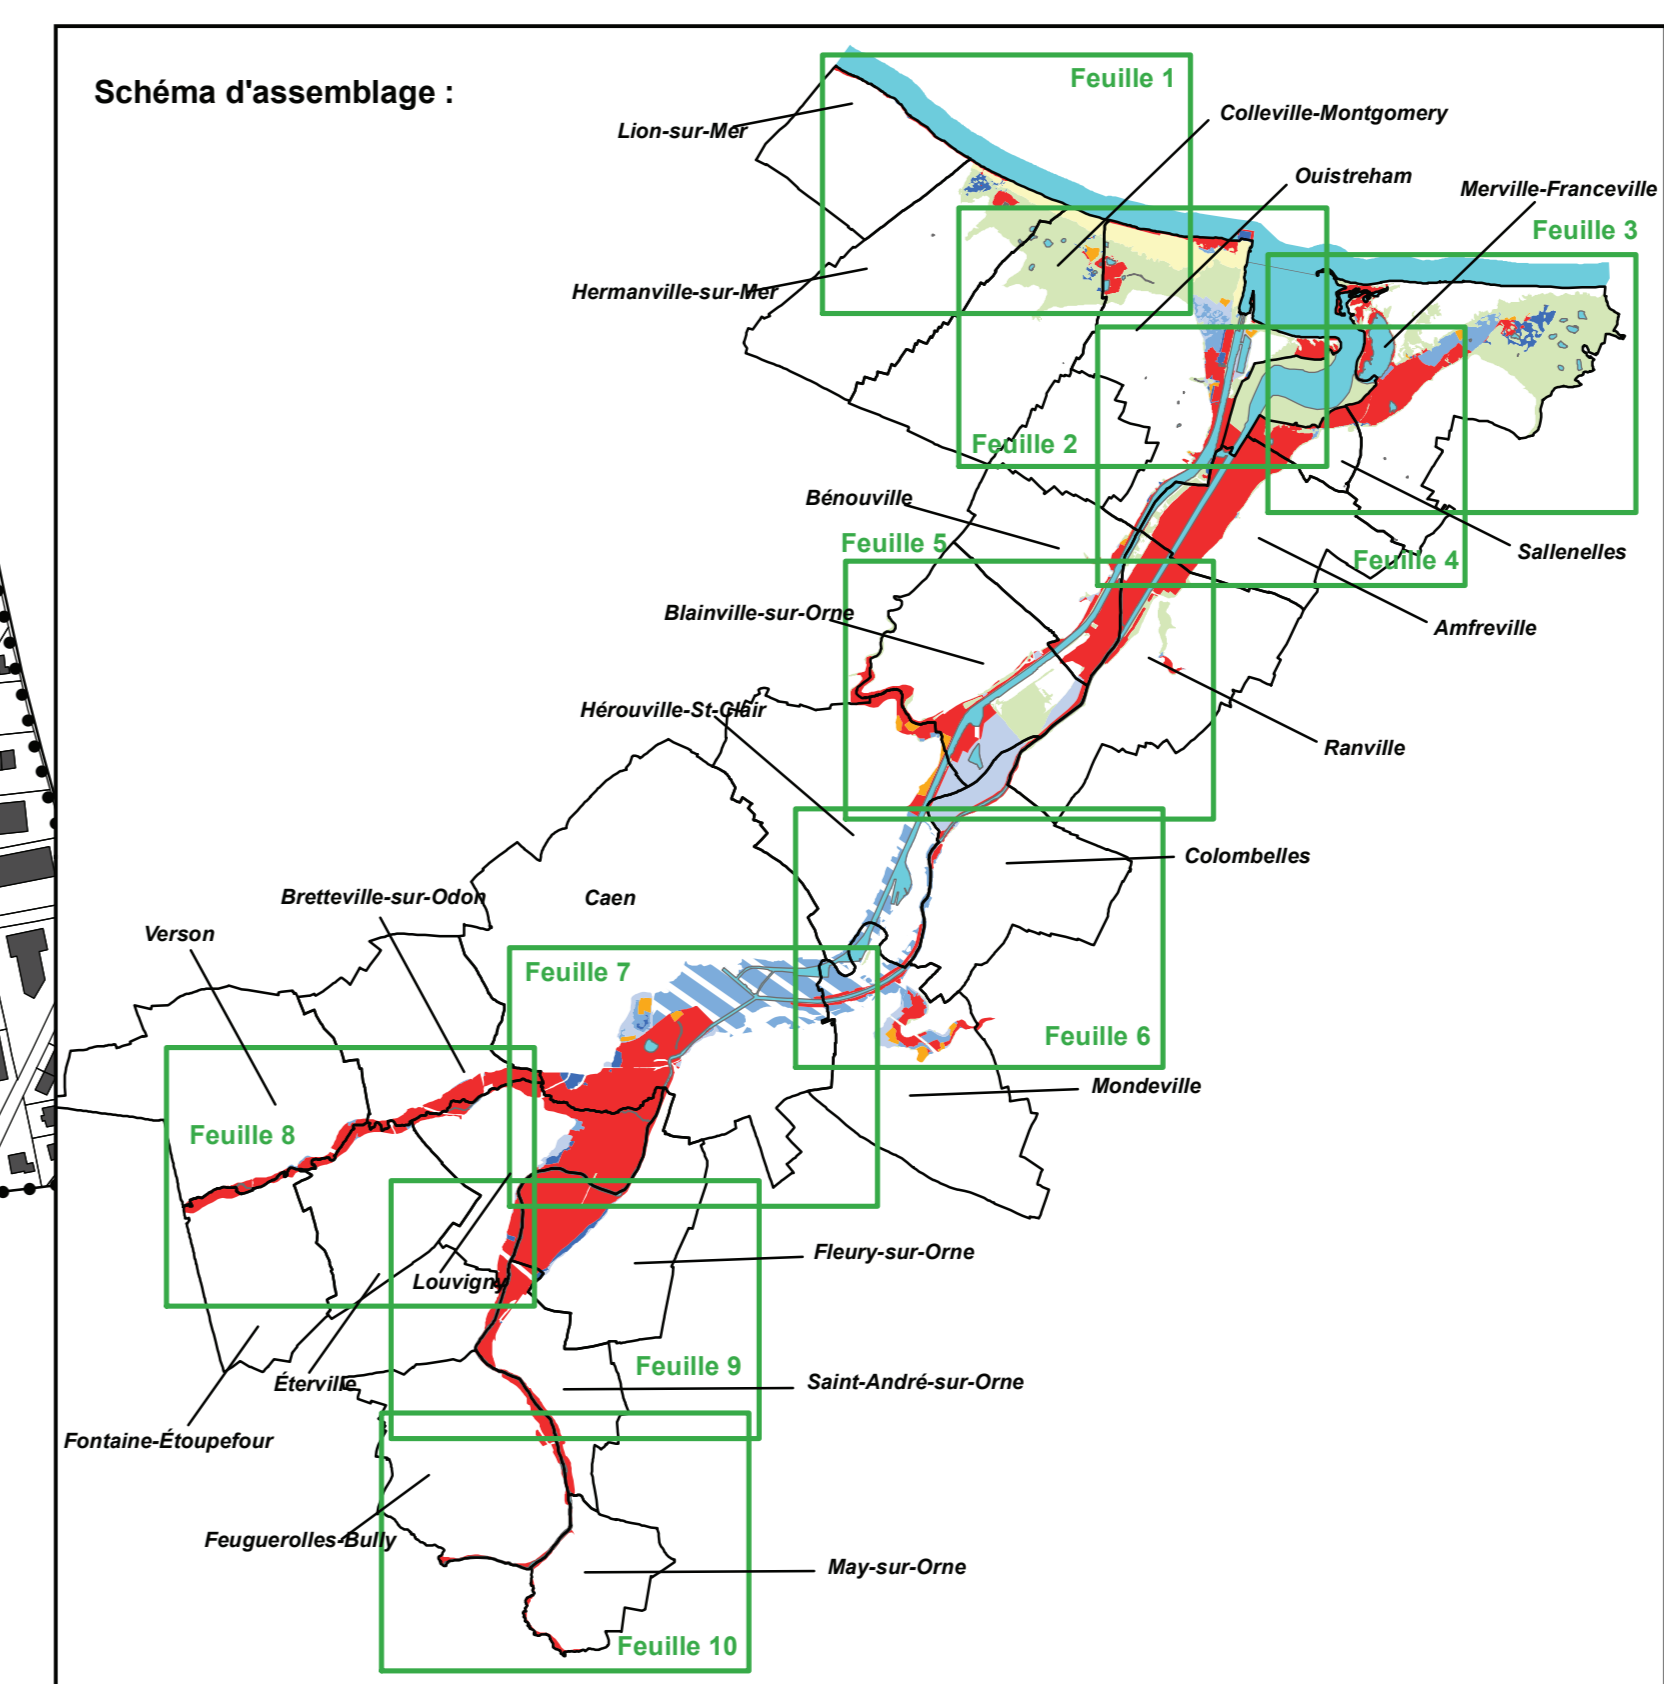 Schéma d'assemblage :
Feuille 1
Lion-sur-Mer
Colleville-Montgomery
Ouistreham
Merville-Franceville
Feuille 3
Hermanville-sur-Mer
Feuille 2
Bénouville
Feuille 5
Sallenelles
Feuille 4
Blainville-sur-Orne
Amfreville
Hérouville-St-Clair
Ranville
Colombelles
Bretteville-sur-Odon
Caen
Verson
Feuille 7
Feuille 6
Mondeville
Feuille 8
Fleury-sur-Orne
Louvigny
Feuille 9
Éterville
Saint-André-sur-Orne
Fontaine-Étoupefour
Feuguerolles-Bully
May-sur-Orne
Feuille 10